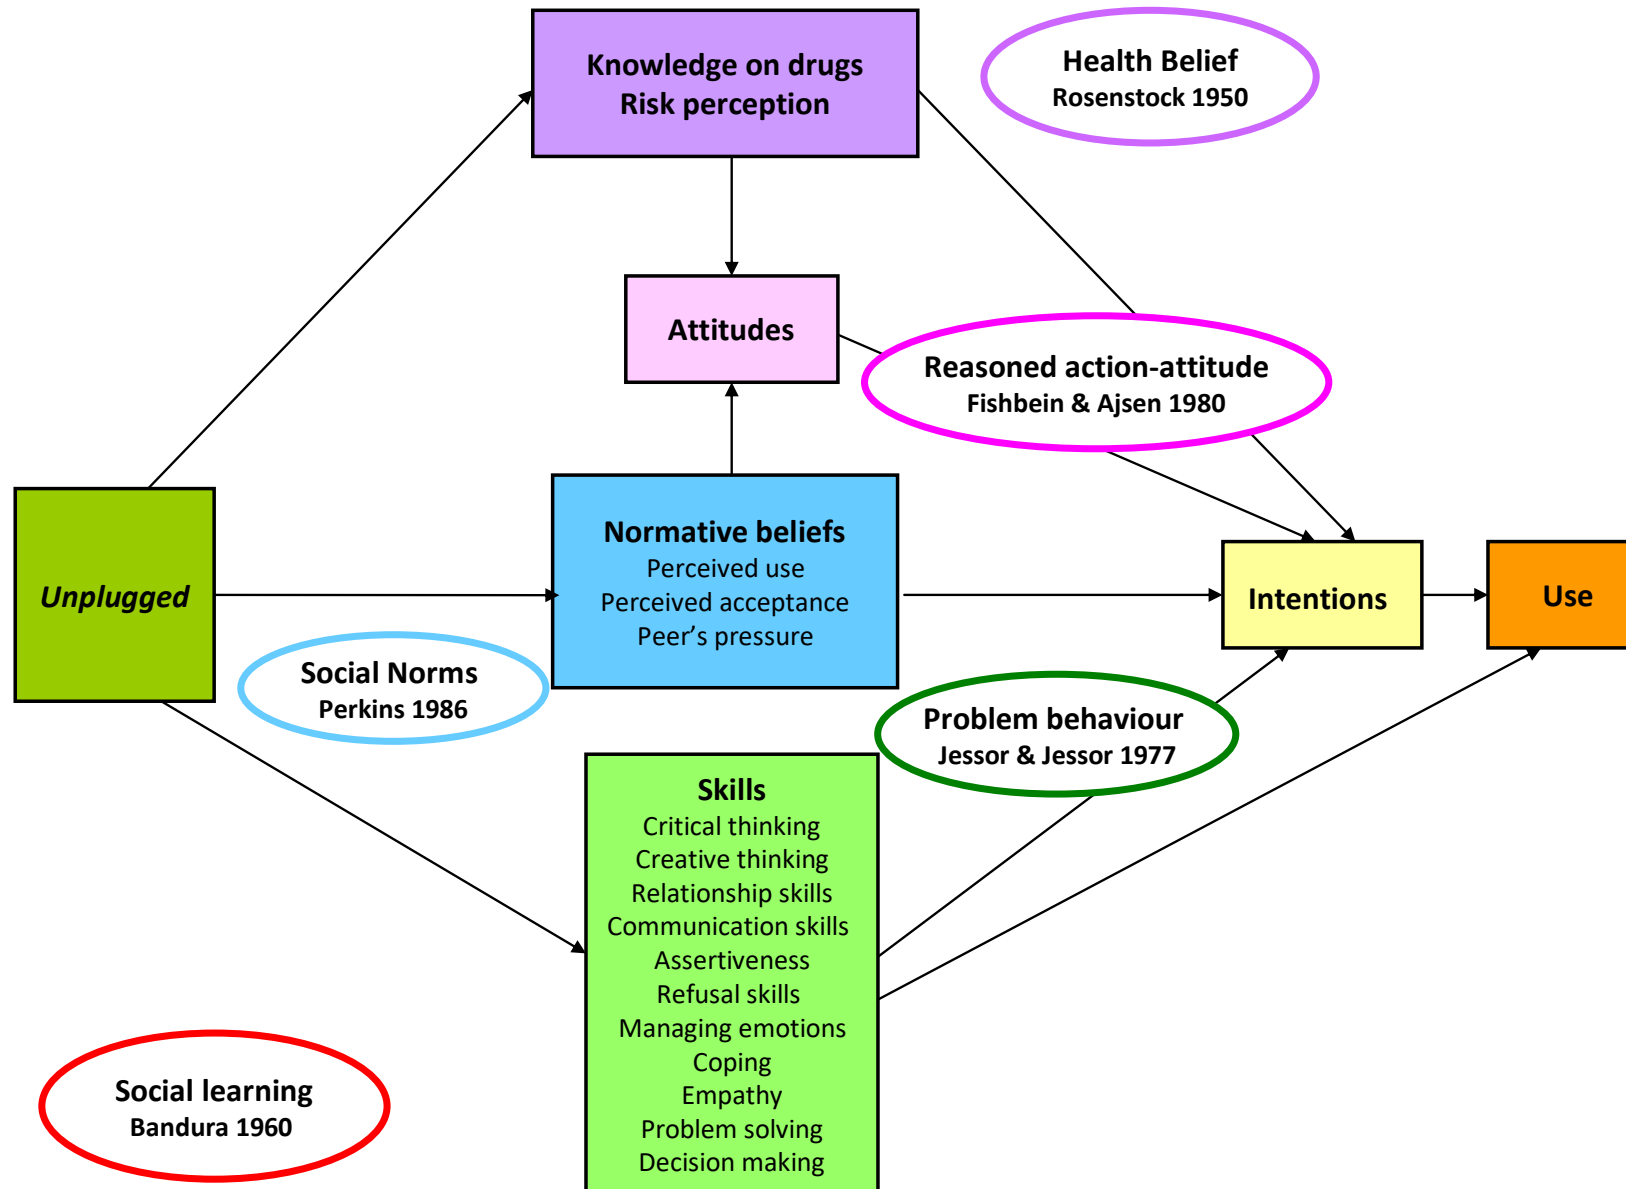 Knowledge on drugs
Risk perception
Health Belief
Rosenstock 1950
Attitudes
Reasoned action-attitude
Fishbein & Ajsen 1980
Unplugged
Normative beliefs
Perceived use
Perceived acceptance
Peer’s pressure
Intentions
Use
Social Norms
Perkins 1986
Problem behaviour
Jessor & Jessor 1977
Skills
Critical thinking
Creative thinking
Relationship skills
Communication skills
Assertiveness
Refusal skills
Managing emotions
Coping
Empathy
Problem solving
Decision making
Social learning
Bandura 1960